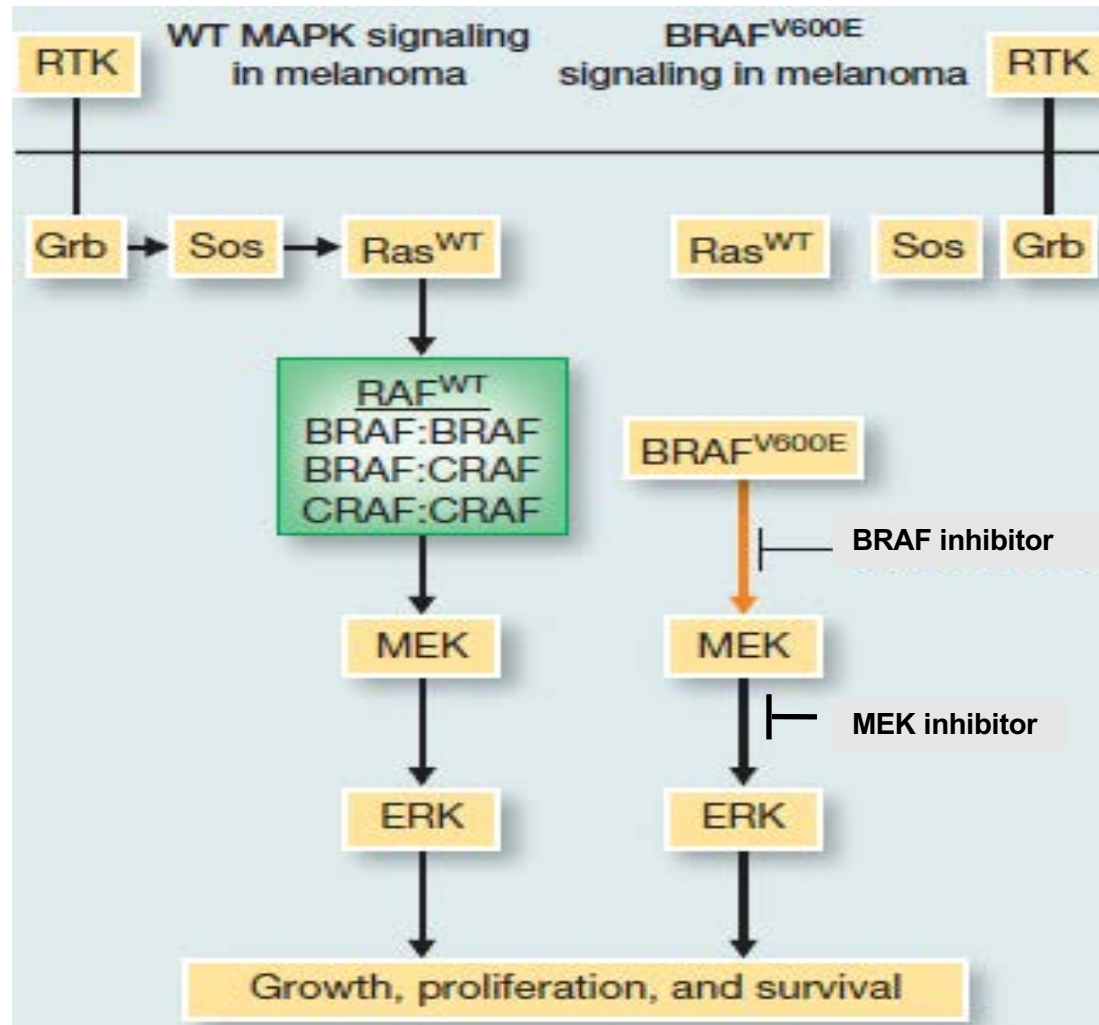 RTK
WT MAPK signaling
in melanoma
BRAFV600E
signaling in melanoma
RTK
Grb
Sos
RasWT
RasWT
Sos
Grb
RAFWT
BRAF:BRAF
BRAF:CRAF
CRAF:CRAF
BRAFV600E
BRAF inhibitor
MEK
MEK
MEK inhibitor
ERK
ERK
Growth, proliferation, and survival